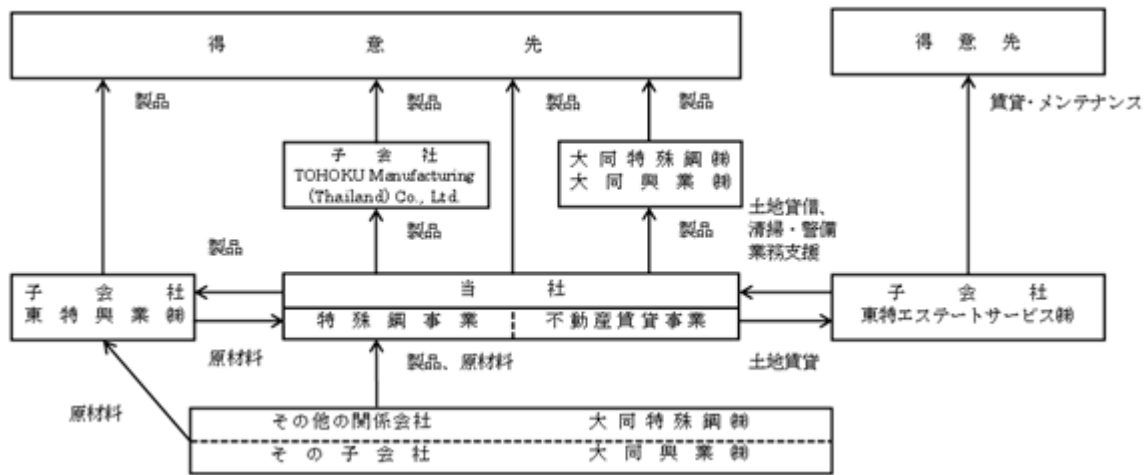 得意先
得意先
製品
製品
製品
製品
賃貸・メンテナンス
子会社
TOHOKU Manufacturing
(Thailand) Co., Ltd.
大同特殊鋼㈱
大同興業㈱
製品
製品
製品
土地賃借、
清掃・警備
業務支援
子会社
東特興業㈱
当社
特殊鋼事業
不動産賃貸事業
子会社
東特エステートサービス㈱
原材料
製品、原材料
土地賃貸
原材料
その他の関係会社 大同特殊鋼㈱
その子会社 大同興業㈱